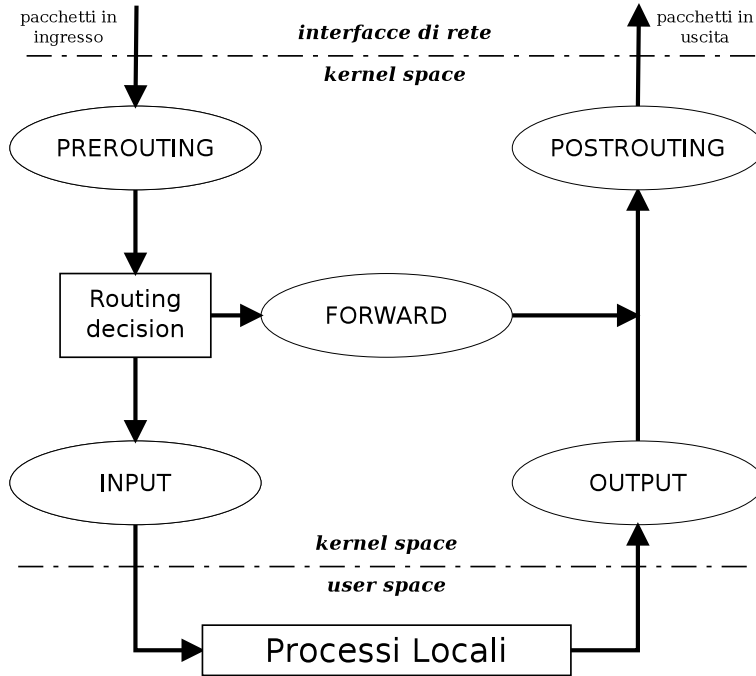 pacchetti in
ingresso
interfacce di rete
pacchetti in
uscita
kernel space
PREROUTING
POSTROUTING
Routing
decision
FORWARD
INPUT
OUTPUT
kernel space
user space
Processi Locali